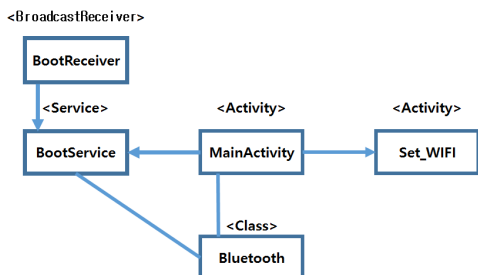 <BroadcastReceiver>
BootReceiver
<Service>
<Activity>
<Activity>
BootService
MainActivity
Set_WIFI
<Class>
Bluetooth